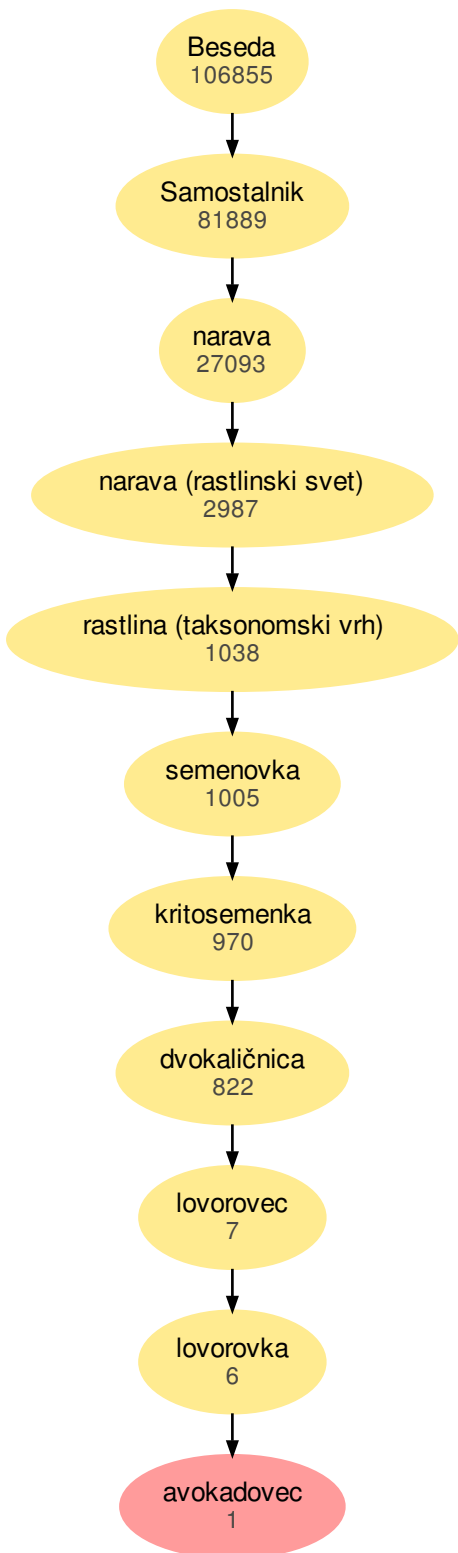 Beseda
106855
Samostalnik
81889
narava
27093
narava (rastlinski svet)
2987
rastlina (taksonomski vrh)
1038
semenovka
1005
kritosemenka
970
dvokaličnica
822
lovorovec
7
lovorovka
6
avokadovec
1